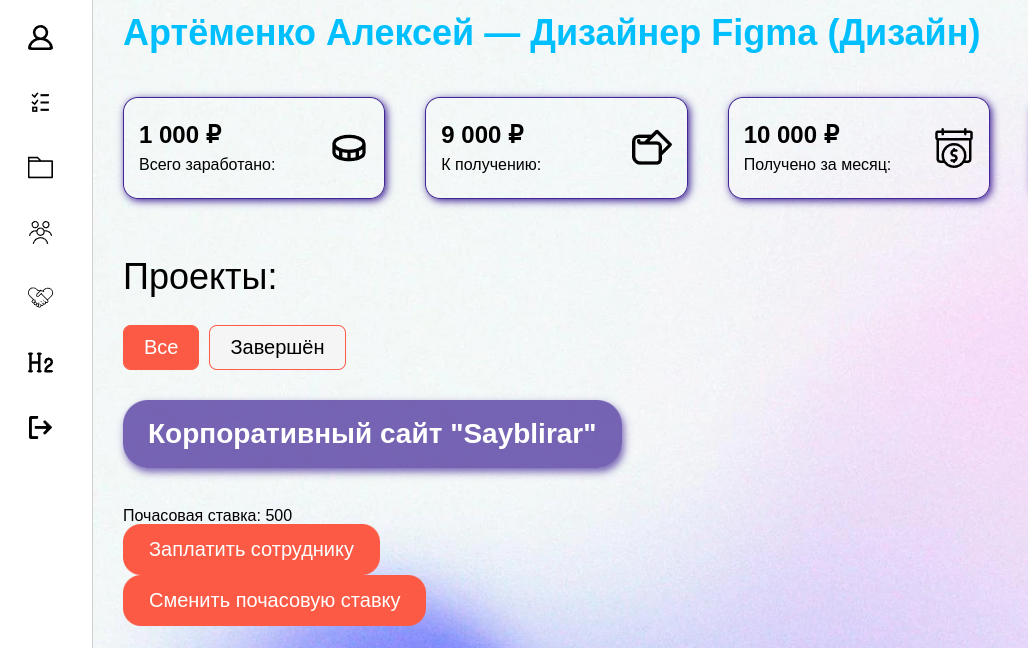 Артёменко Алексей — Дизайнер Figma (Дизайн)
1 000 ₽
Всего заработано:
9 000 ₽
К получению:
10 000 ₽
Получено за месяц:
Проекты:
Все
Завершён
Корпоративный сайт "Sayblirar"
Почасовая ставка: 500
Заплатить сотруднику
Сменить почасовую ставку
H2